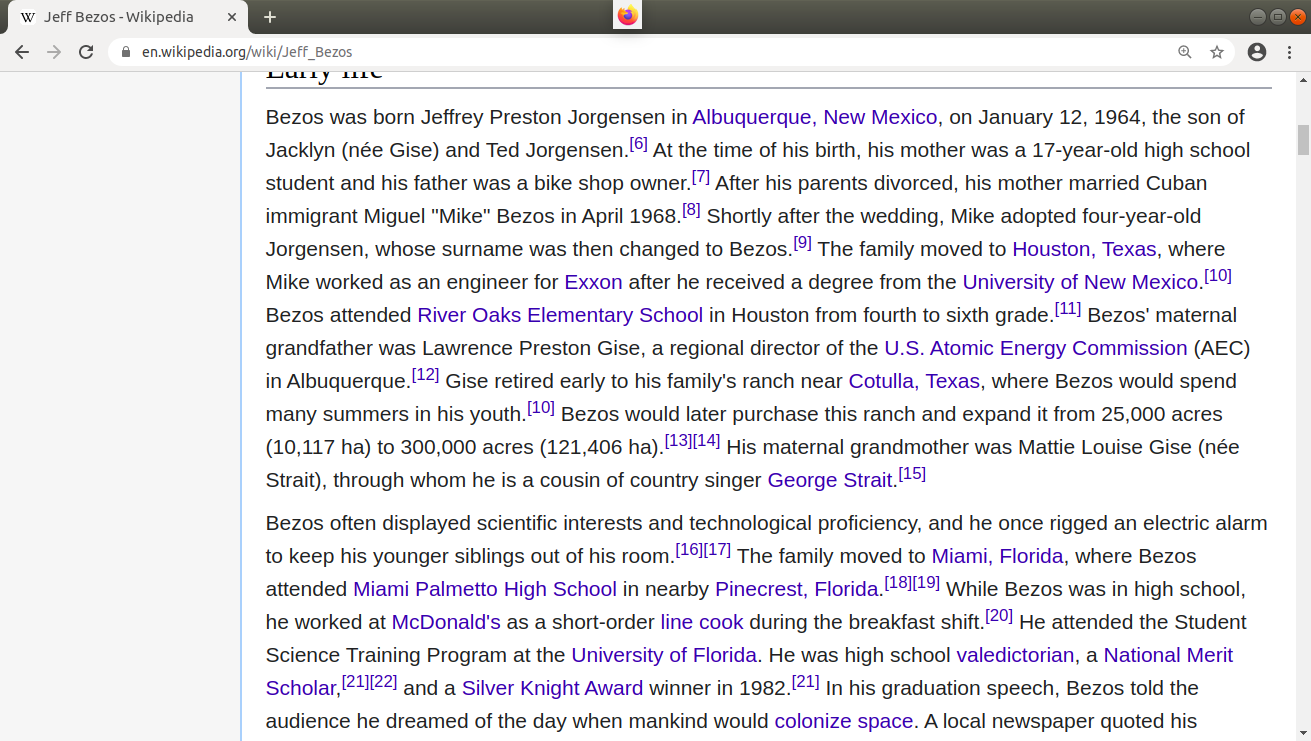 Jeff Bezos - Wikipedia
en.wikipedia.org/wiki/Jeff_Bezos
Early life
Bezos was born Jeffrey Preston Jorgensen in Albuquerque, New Mexico, on January 12, 1964, the son of
Jacklyn (née Gise) and Ted Jorgensen.[6] At the time of his birth, his mother was a 17-year-old high school
student and his father was a bike shop owner.[7] After his parents divorced, his mother married Cuban
immigrant Miguel "Mike" Bezos in April 1968.[8] Shortly after the wedding, Mike adopted four-year-old
Jorgensen, whose surname was then changed to Bezos.[9] The family moved to Houston, Texas, where
Mike worked as an engineer for Exxon after he received a degree from the University of New Mexico.[10]
Bezos attended River Oaks Elementary School in Houston from fourth to sixth grade.[11] Bezos' maternal
grandfather was Lawrence Preston Gise, a regional director of the U.S. Atomic Energy Commission (AEC)
in Albuquerque.[12] Gise retired early to his family's ranch near Cotulla, Texas, where Bezos would spend
many summers in his youth.[10] Bezos would later purchase this ranch and expand it from 25,000 acres
(10,117 ha) to 300,000 acres (121,406 ha).[13][14] His maternal grandmother was Mattie Louise Gise (née
Strait), through whom he is a cousin of country singer George Strait.[15]
Bezos often displayed scientific interests and technological proficiency, and he once rigged an electric alarm
to keep his younger siblings out of his room.[16][17] The family moved to Miami, Florida, where Bezos
attended Miami Palmetto High School in nearby Pinecrest, Florida.[18][19] While Bezos was in high school,
he worked at McDonald's as a short-order line cook during the breakfast shift.[20] He attended the Student
Science Training Program at the University of Florida. He was high school valedictorian, a National Merit
Scholar,[21][22] and a Silver Knight Award winner in 1982.[21] In his graduation speech, Bezos told the
audience he dreamed of the day when mankind would colonize space. A local newspaper quoted his